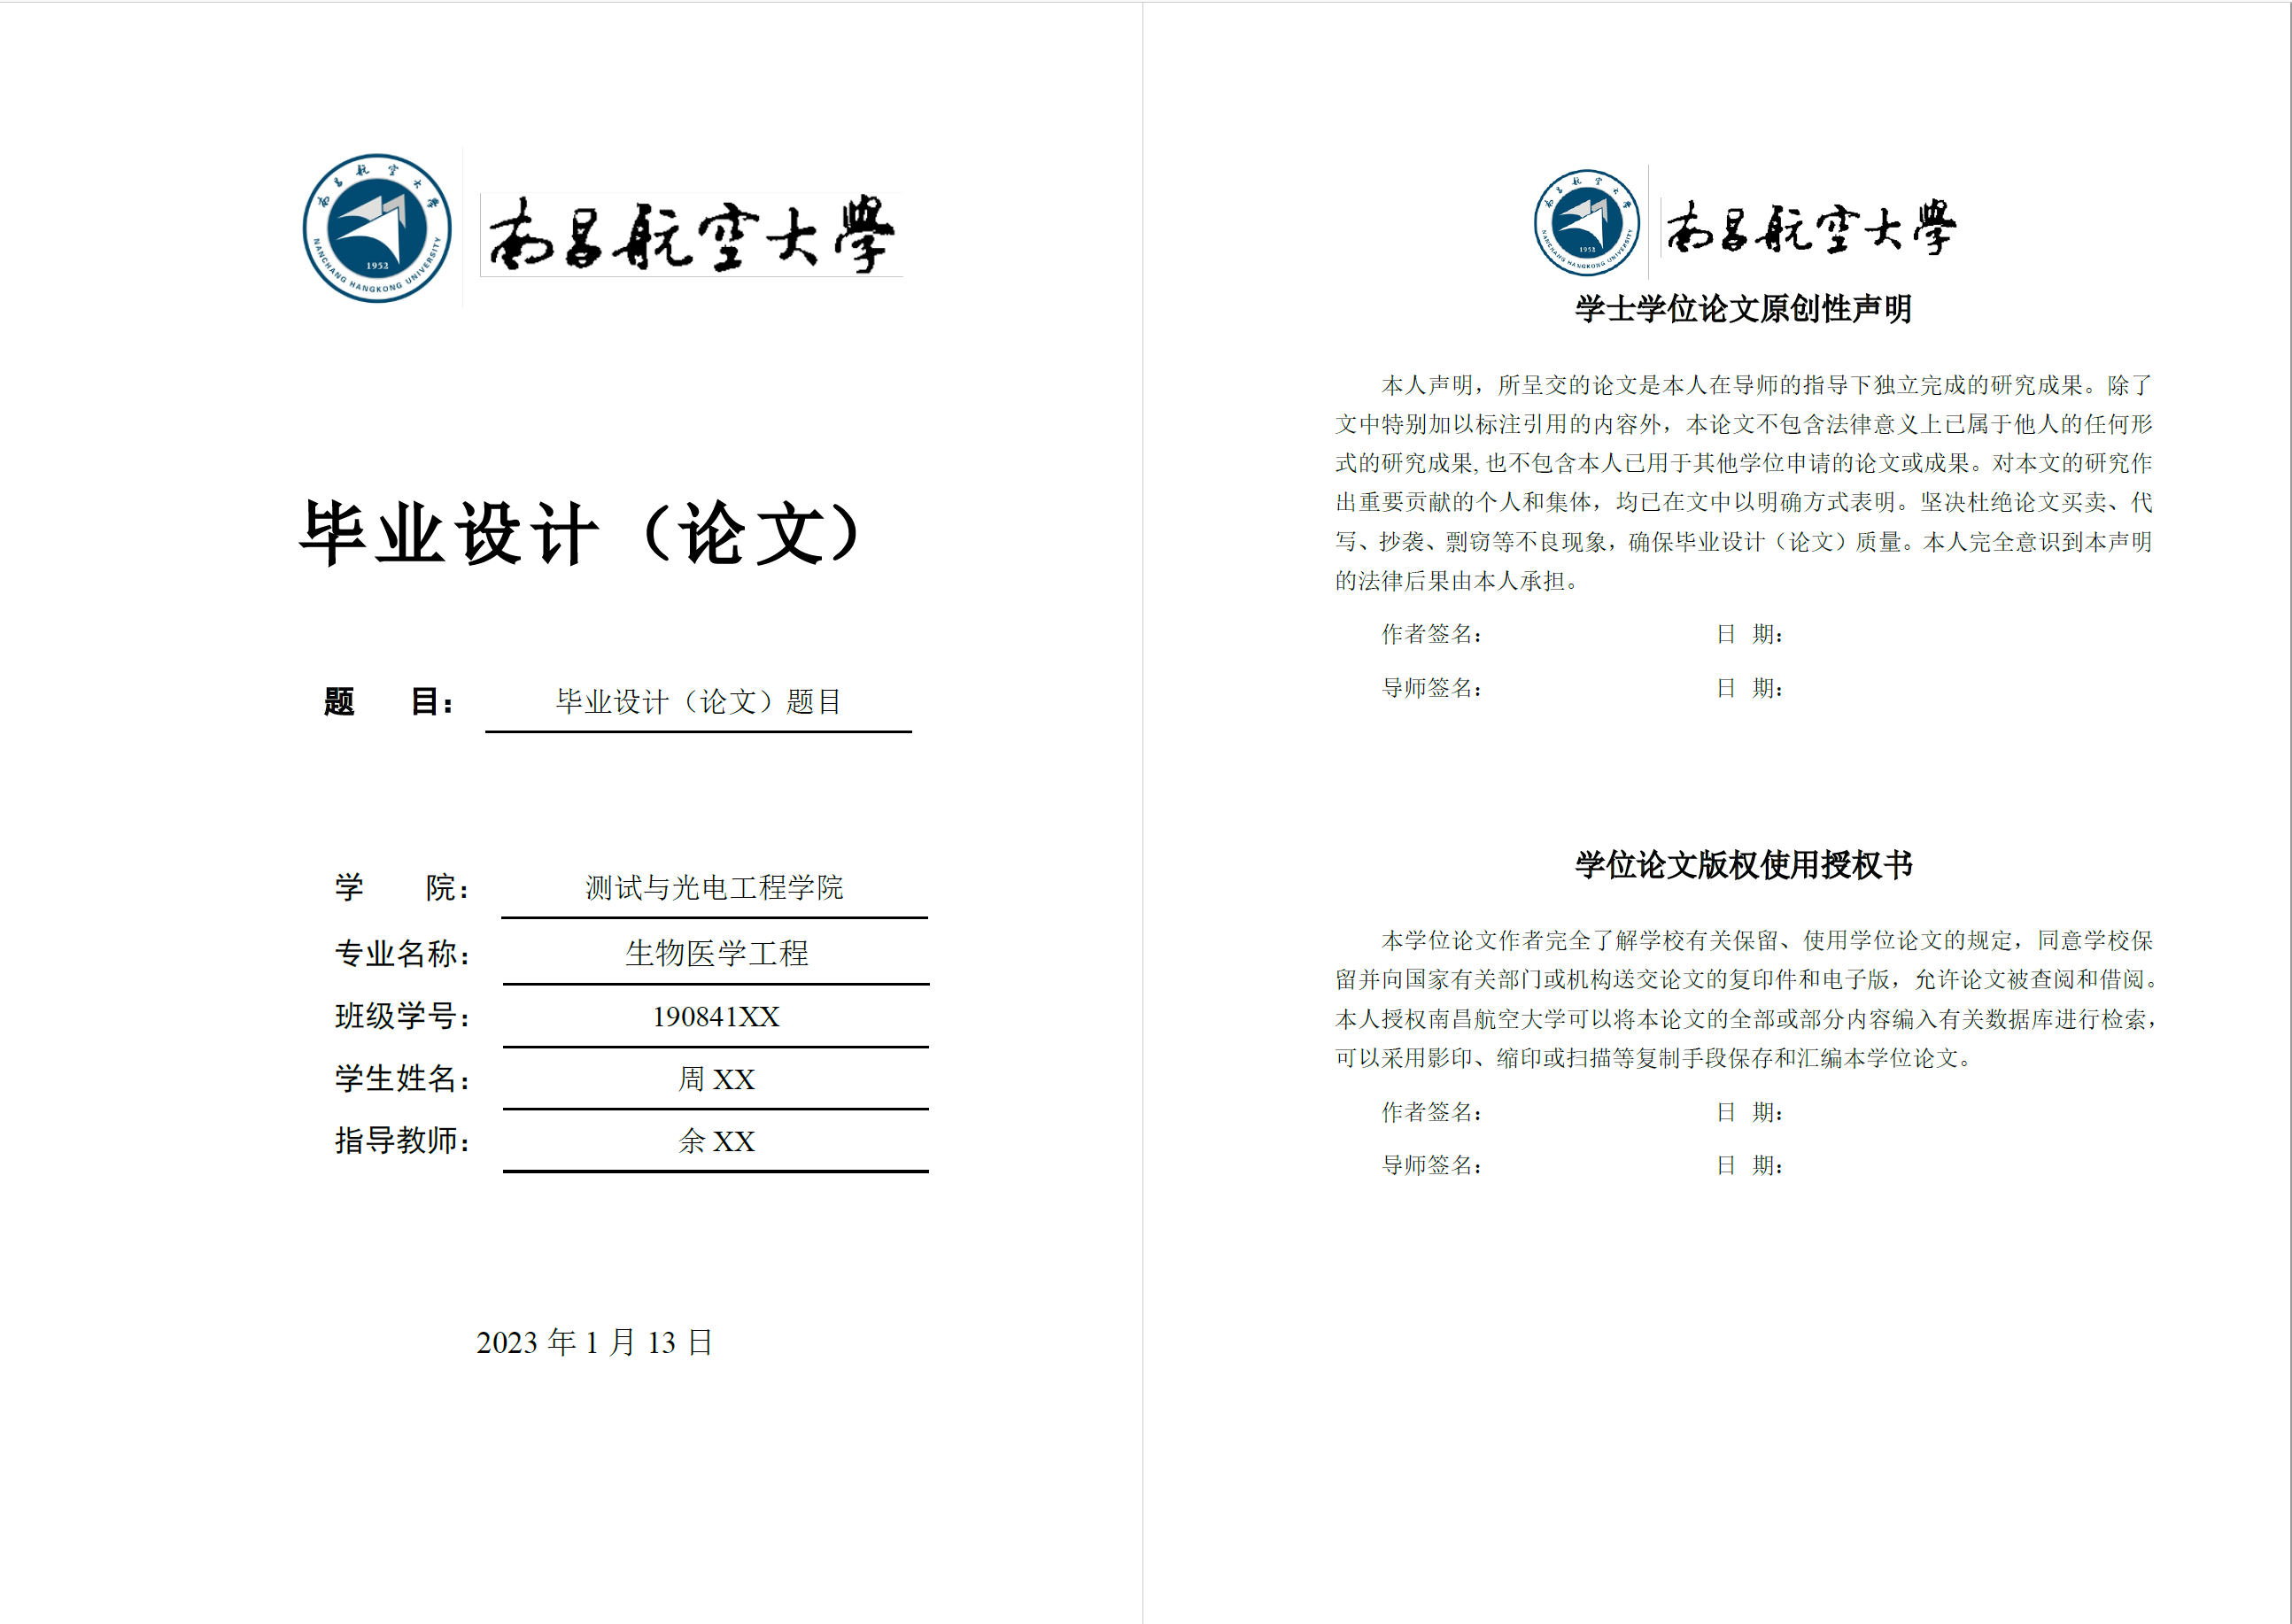 南昌航空大学
1952
NANCHANG HANGKONG UNIVERSITY
南昌航空大學
毕业设计（论文）
题 目： 毕业设计（论文）题目
学 院： 测试与光电工程学院
专业名称： 生物医学工程
班级学号： 190841XX
学生姓名： 周 XX
指导教师： 余 XX
2023 年 1 月 13 日
南昌航空大学
1952
NANCHANG HANGKONG UNIVERSITY
南昌航空大學
学士学位论文原创性声明
本人声明，所呈交的论文是本人在导师的指导下独立完成的研究成果。除了
文中特别加以标注引用的内容外，本论文不包含法律意义上已属于他人的任何形
式的研究成果,也不包含本人已用于其他学位申请的论文或成果。对本文的研究作
出重要贡献的个人和集体，均已在文中以明确方式表明。坚决杜绝论文买卖、代
写、抄袭、剽窃等不良现象，确保毕业设计（论文）质量。本人完全意识到本声明
的法律后果由本人承担。
作者签名： 日 期：
导师签名： 日 期：
学位论文版权使用授权书
本学位论文作者完全了解学校有关保留、使用学位论文的规定，同意学校保
留并向国家有关部门或机构送交论文的复印件和电子版，允许论文被查阅和借阅。
本人授权南昌航空大学可以将本论文的全部或部分内容编入有关数据库进行检索，
可以采用影印、缩印或扫描等复制手段保存和汇编本学位论文。
作者签名： 日 期：
导师签名： 日 期：